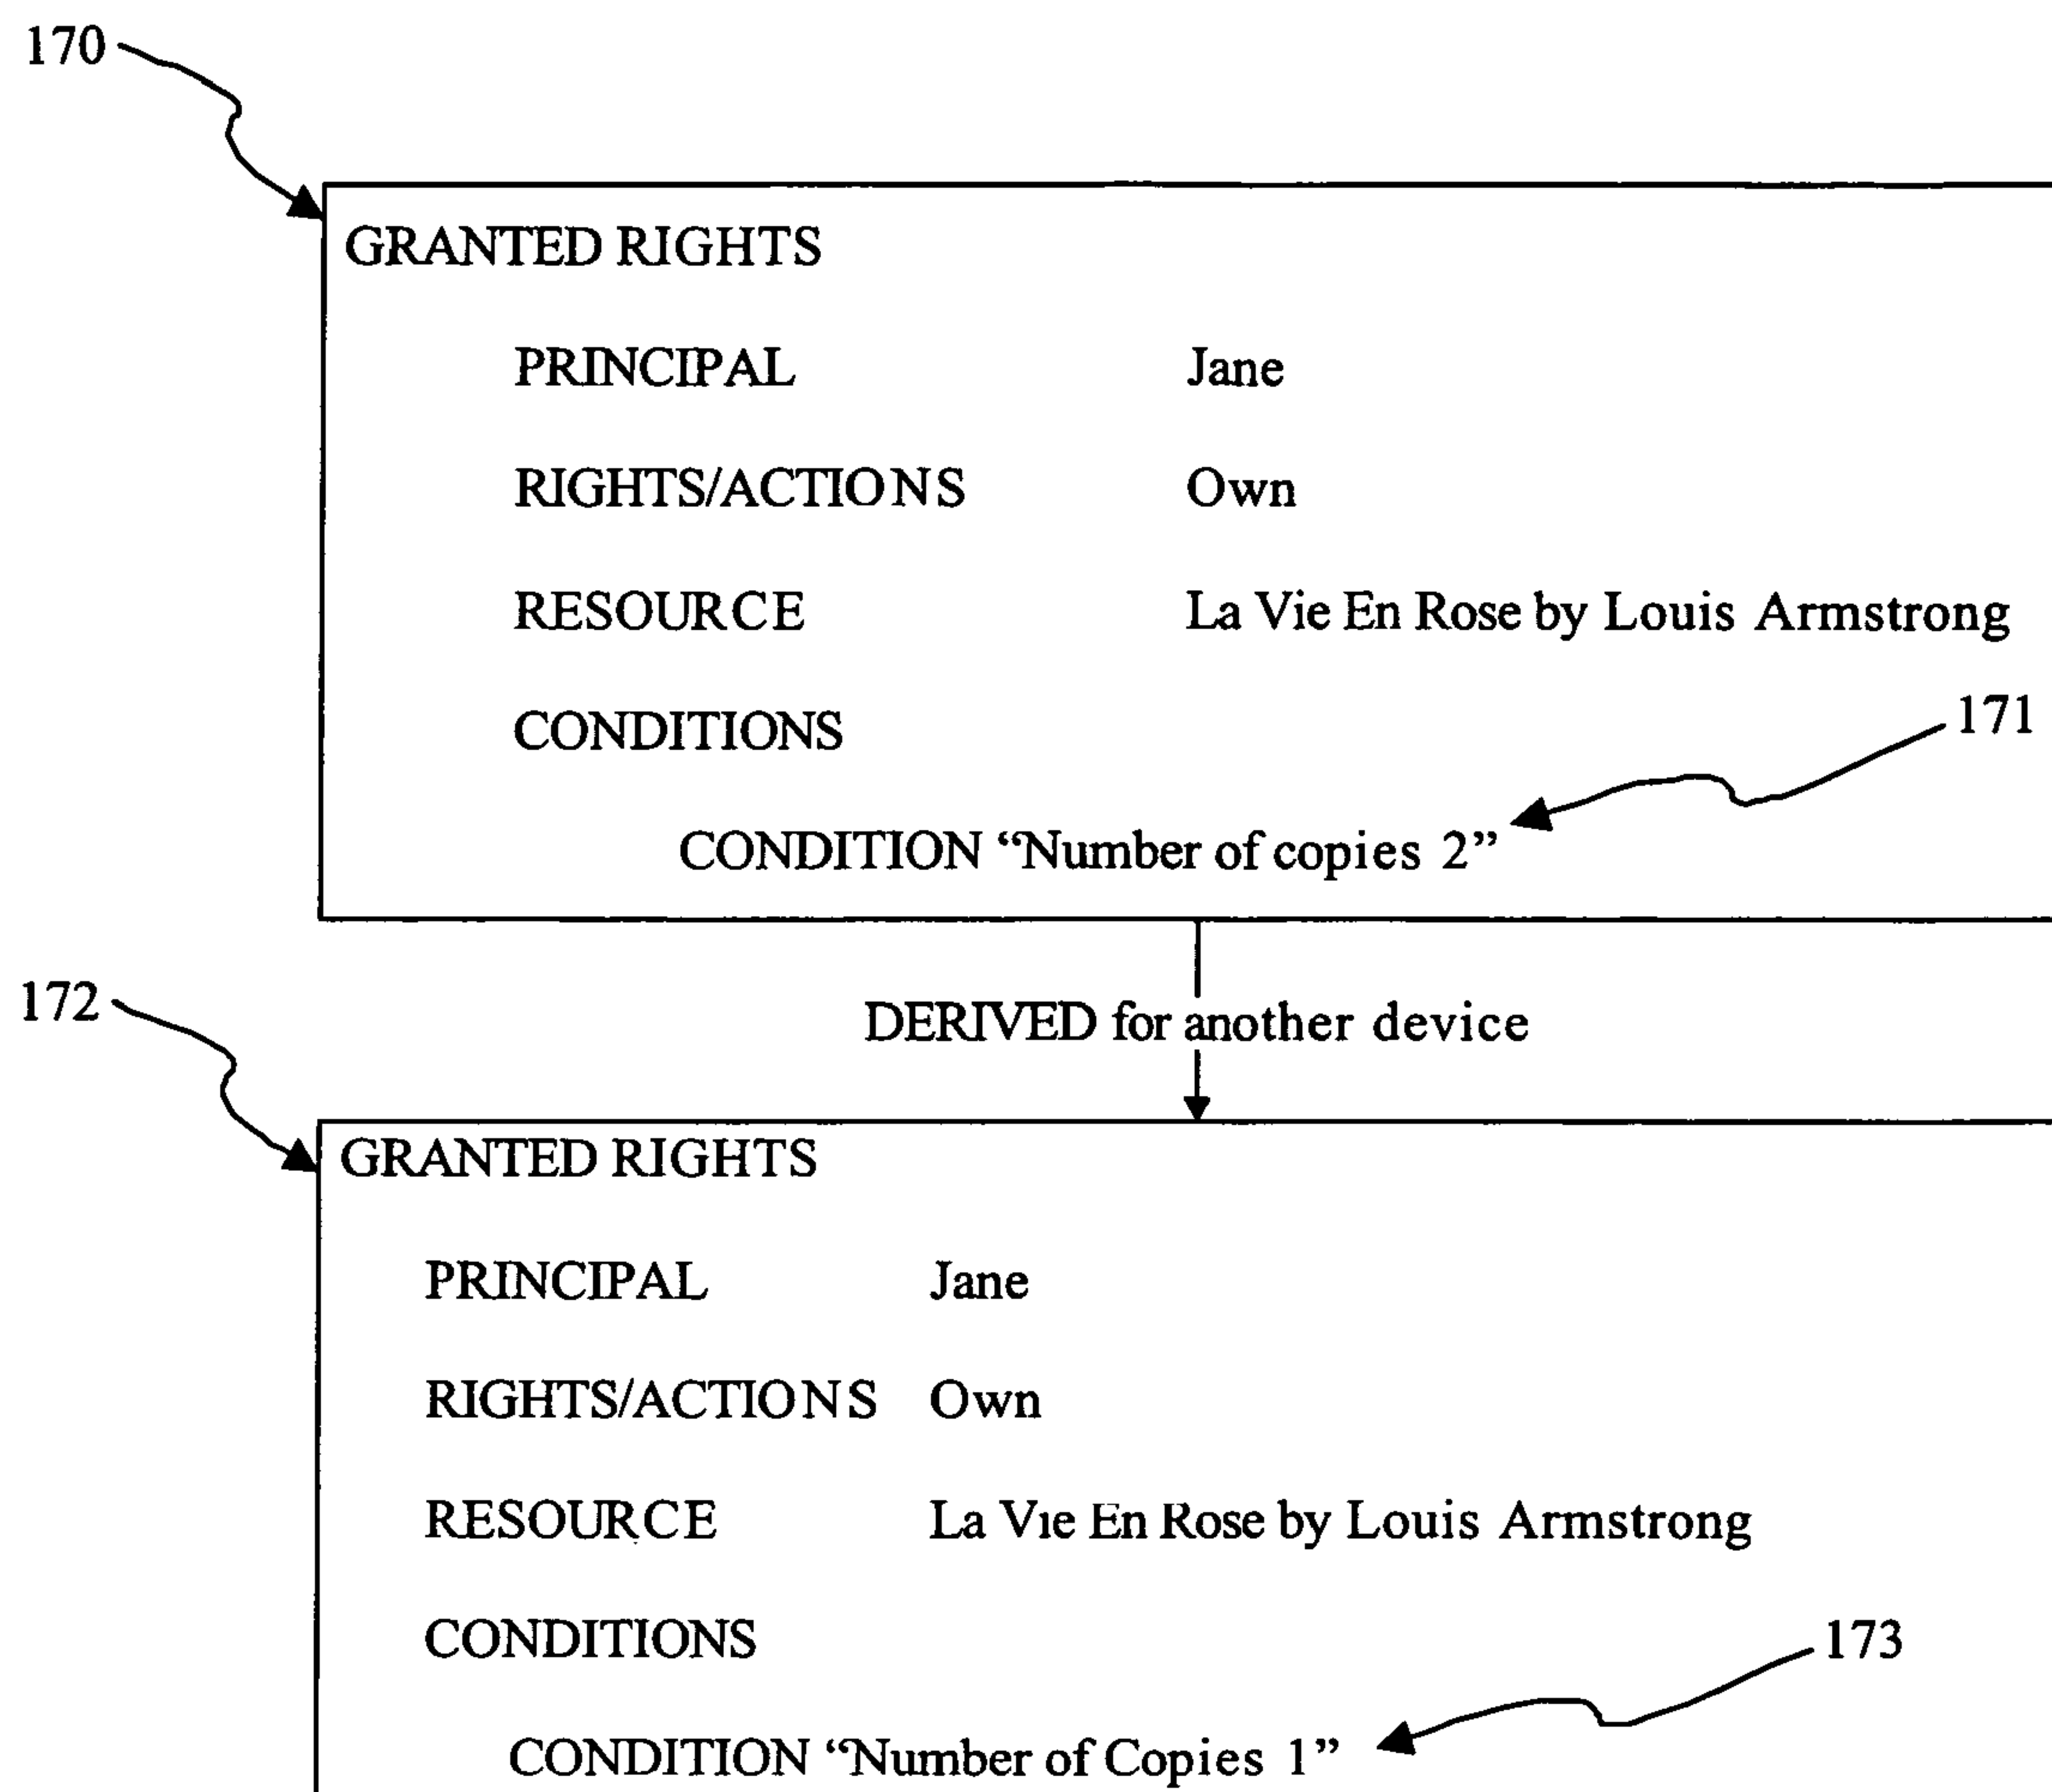 170
GRANTED RIGHTS
PRINCIPAL Jane
RIGHTS/ACTIONS Own
RESOURCE La Vie En Rose by Louis Armstrong
CONDITIONS
171
CONDITION “Number of copies 2”
172
DERIVED for another device
GRANTED RIGHTS
PRINCIPAL Jane
RIGHTS/ACTIONS Own
RESOURCE La Vie En Rose by Louis Armstrong
CONDITIONS
173
CONDITION “Number of Copies 1”